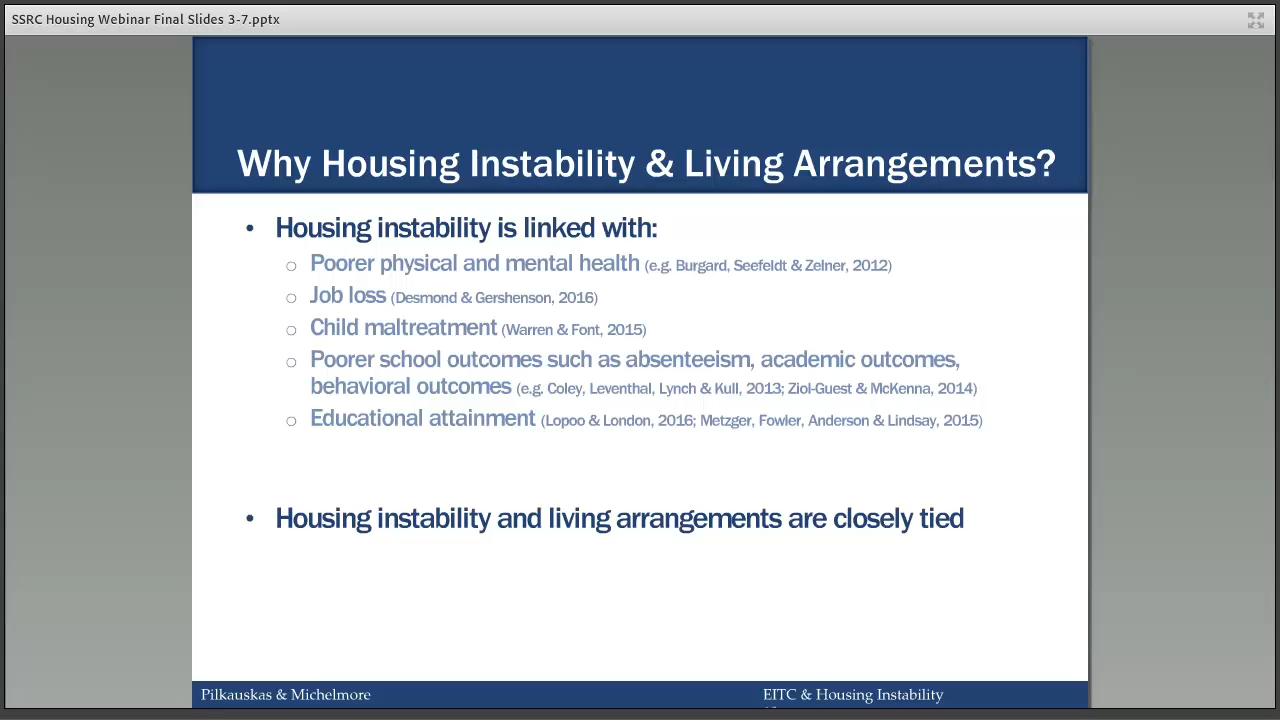 SSRC Housing Webinar Final Slides 3-7.pptx
Why Housing Instability & Living Arrangements?
• Housing instability is linked with:
○ Poorer physical and mental health (e.g. Burgard, Seefeldt & Zelner, 2012)
○ Job loss (Desmond & Gershenson, 2016)
○ Child maltreatment (Warren & Font, 2015)
○ Poorer school outcomes such as absenteeism, academic outcomes,
behavioral outcomes (e.g. Coley, Leventhal, Lynch & Kull, 2013; Ziol-Guest & McKenna, 2014)
○ Educational attainment (Lopoo & London, 2016; Metzger, Fowler, Anderson & Lindsay, 2015)
• Housing instability and living arrangements are closely tied
Pilkauskas & Michelmore
EITC & Housing Instability